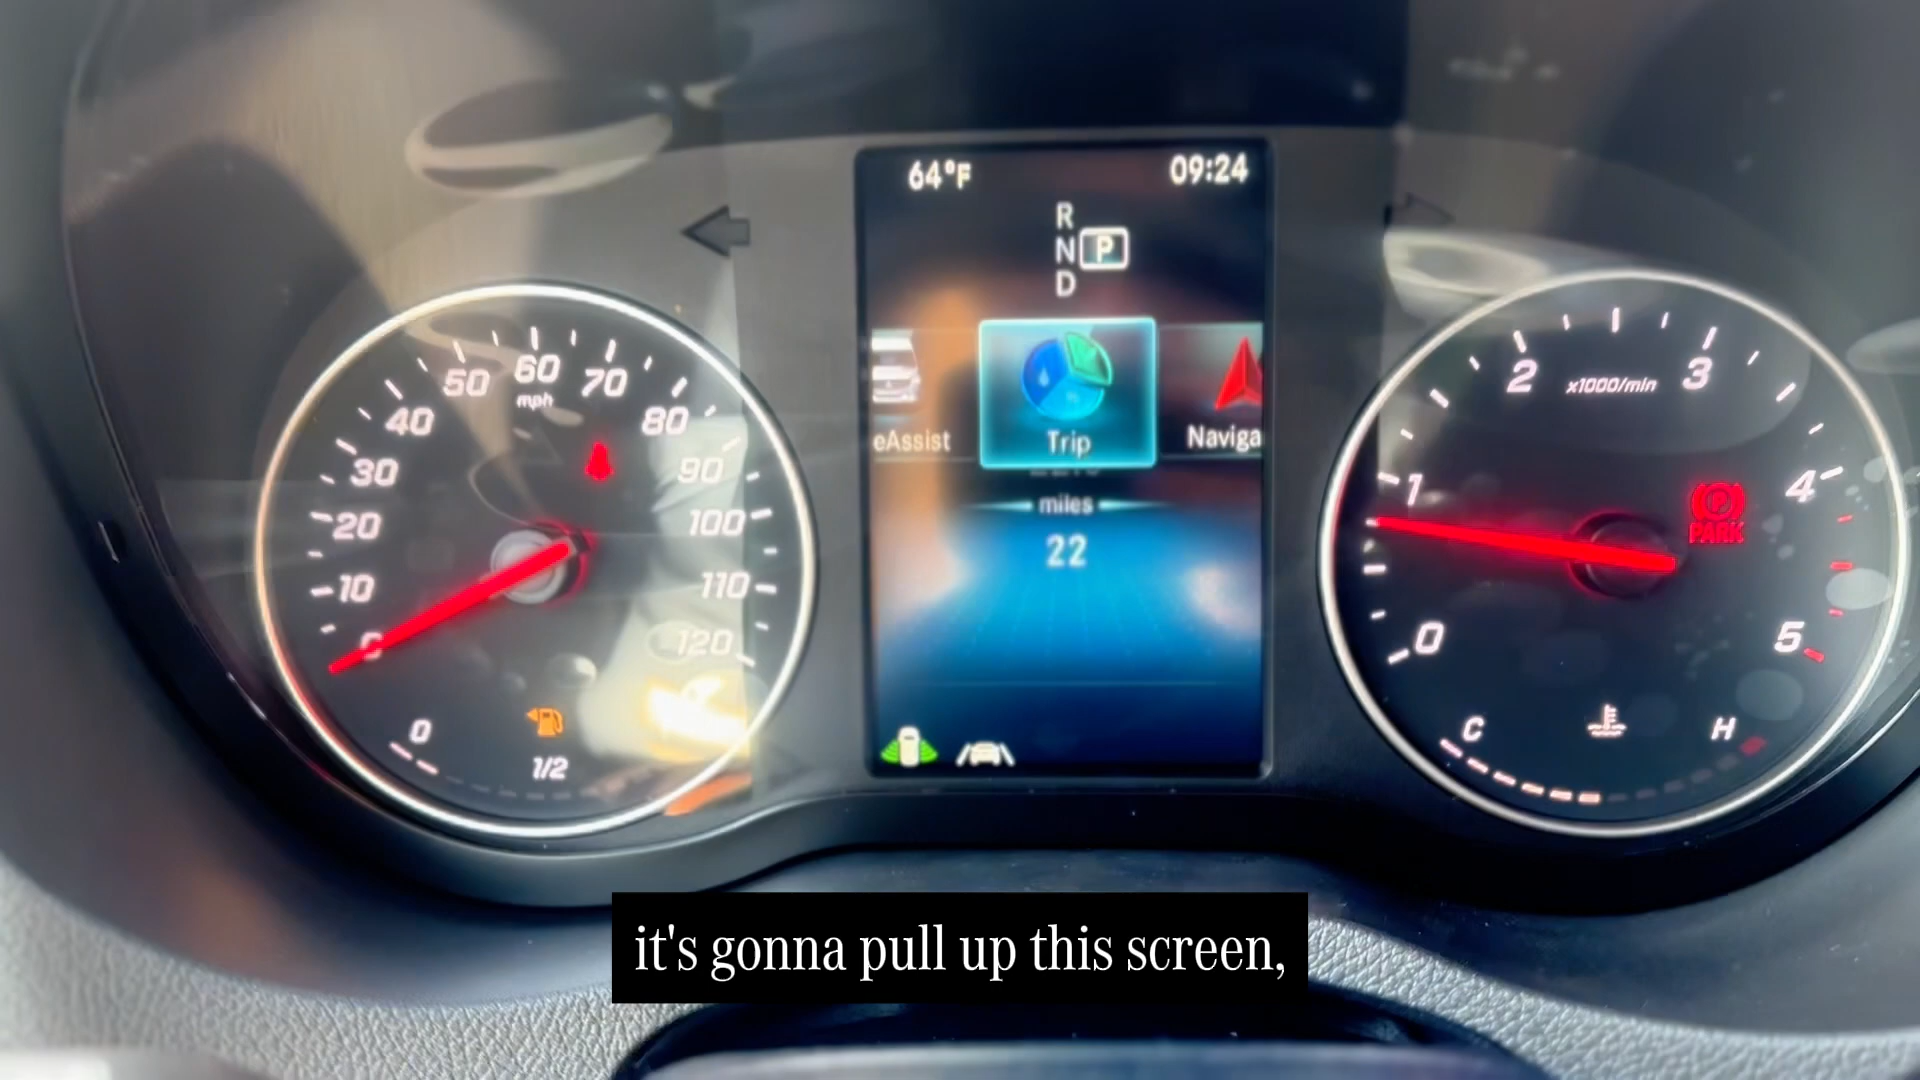 64°F 09:24
R
N P
D
eAssist Trip Naviga
miles
22
0 10 20 30 40 50 60 70 80 90 100 110 120
mph
0 1/2
0 1 2 3 4 5
x1000/min
PARK
C H
it's gonna pull up this screen,